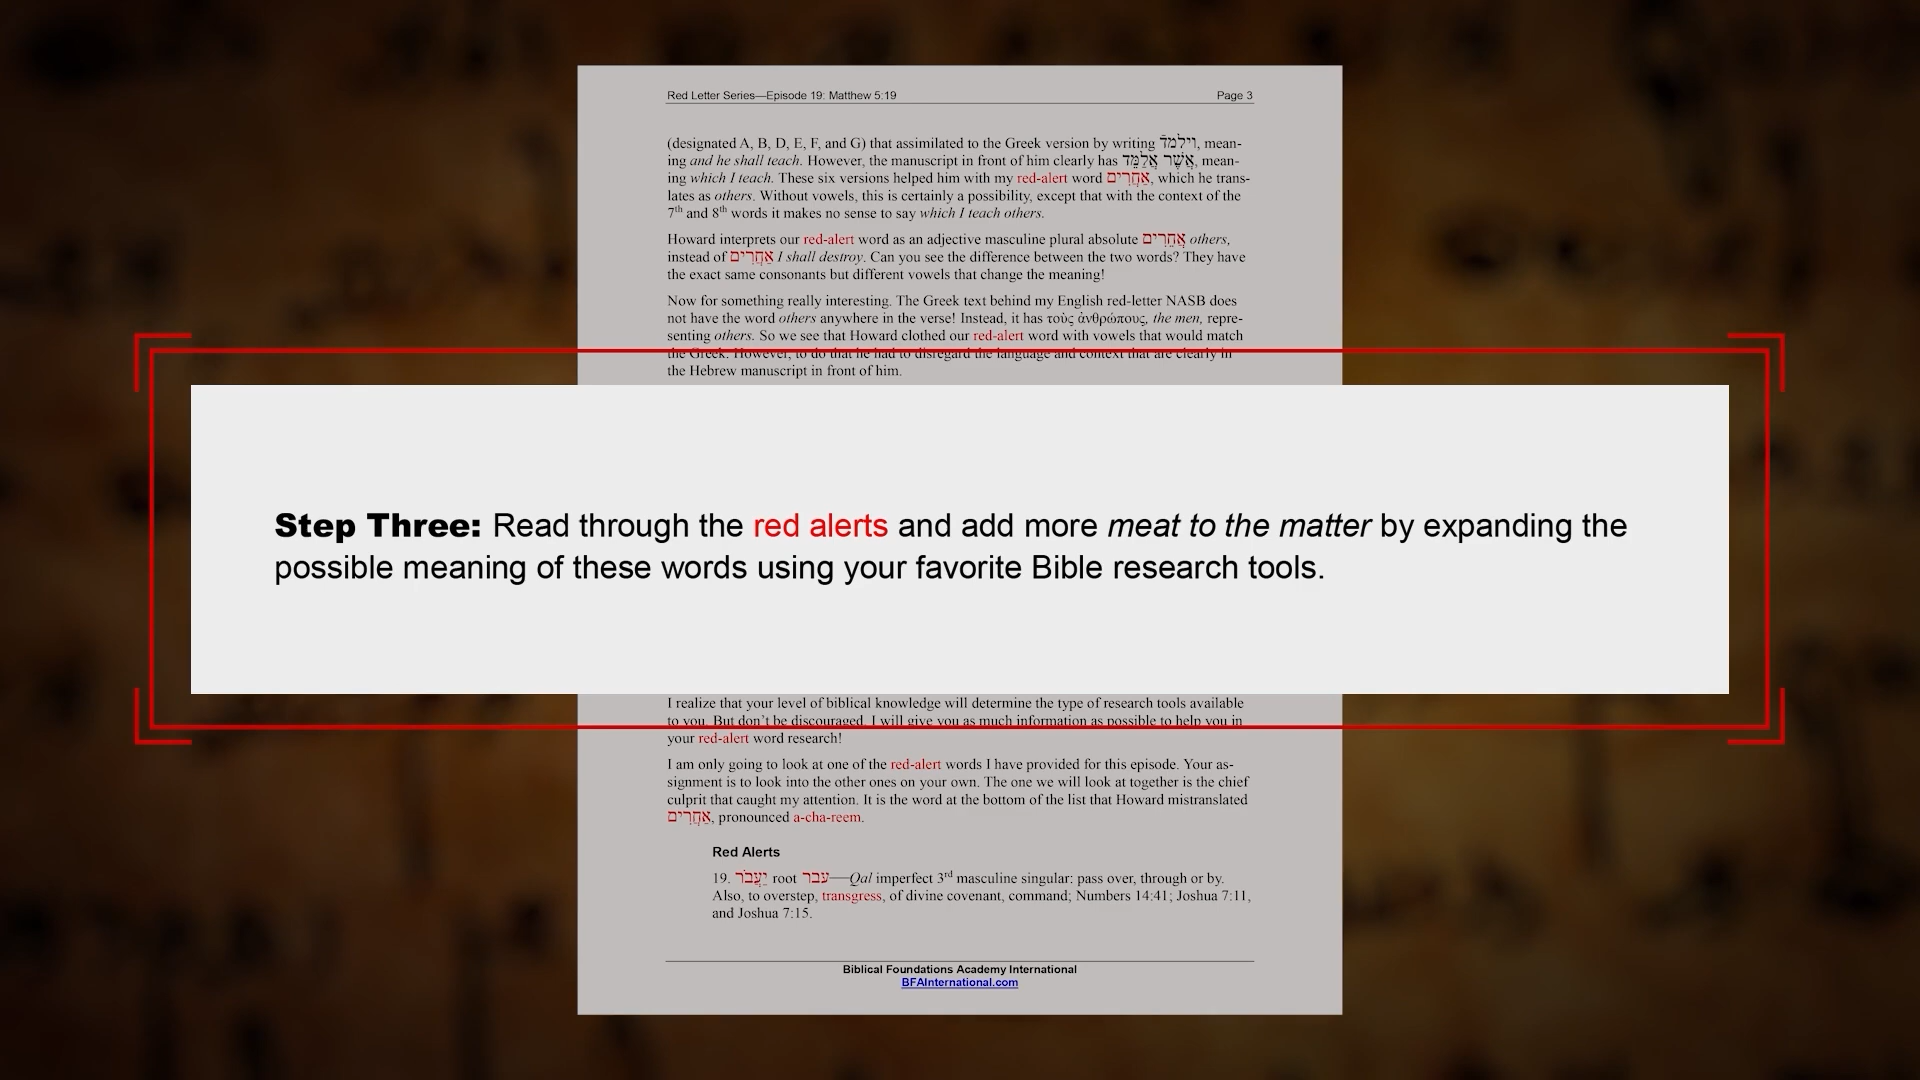 Red Letter Series—Episode 19: Matthew 5:19 Page 3
(designated A, B, D, E, F, and G) that assimilated to the Greek version by writing וילמד, mean-
ing and he shall teach. However, the manuscript in front of him clearly has אֲשֶׁר אֲלַמֵּד, mean-
ing which I teach. These six versions helped him with my red-alert word אַחֲרִים, which he trans-
lates as others. Without vowels, this is certainly a possibility, except that with the context of the
7th and 8th words it makes no sense to say which I teach others.
Howard interprets our red-alert word as an adjective masculine plural absolute אֲחֵרִים others,
instead of אַחֲרִים I shall destroy. Can you see the difference between the two words? They have
the exact same consonants but different vowels that change the meaning!
Now for something really interesting. The Greek text behind my English red-letter NASB does
not have the word others anywhere in the verse! Instead, it has τοὺς ἀνθρώπους, the men, repre-
senting others. So we see that Howard clothed our red-alert word with vowels that would match
the Greek. However, to do that he had to disregard the language and context that are clearly in
the Hebrew manuscript in front of him.
Step Three: Read through the red alerts and add more meat to the matter by expanding the
possible meaning of these words using your favorite Bible research tools.
I realize that your level of biblical knowledge will determine the type of research tools available
to you. But don’t be discouraged. I will give you as much information as possible to help you in
your red-alert word research!
I am only going to look at one of the red-alert words I have provided for this episode. Your as-
signment is to look into the other ones on your own. The one we will look at together is the chief
culprit that caught my attention. It is the word at the bottom of the list that Howard mistranslated
אַחֲרִים, pronounced a-cha-reem.
Red Alerts
19. יַעֲבֹר root עבר—Qal imperfect 3rd masculine singular: pass over, through or by.
Also, to overstep, transgress, of divine covenant, command; Numbers 14:41; Joshua 7:11,
and Joshua 7:15.
Biblical Foundations Academy International
BFAInternational.com